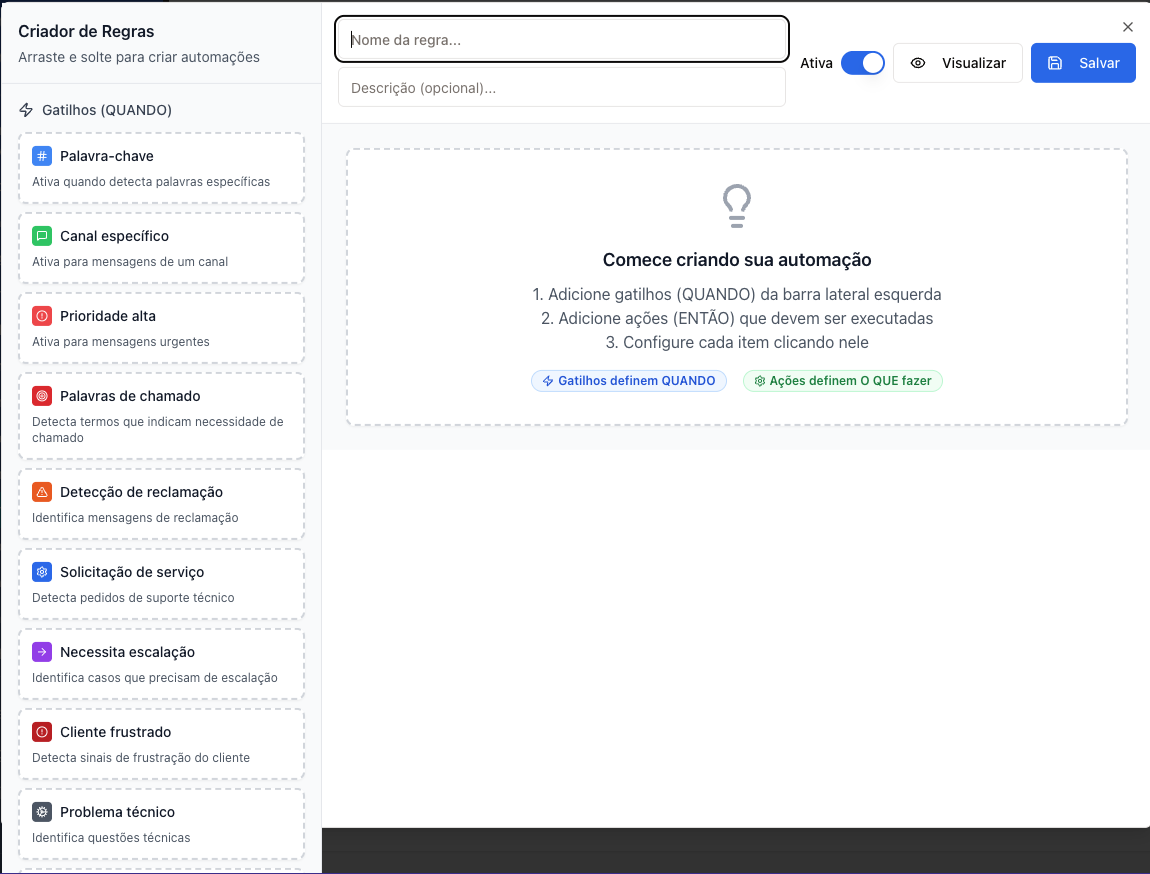 Criador de Regras
Arraste e solte para criar automações
Gatilhos (QUANDO)
Palavra-chave
Ativa quando detecta palavras específicas
Canal específico
Ativa para mensagens de um canal
Prioridade alta
Ativa para mensagens urgentes
Palavras de chamado
Detecta termos que indicam necessidade de
chamado
Detecção de reclamação
Identifica mensagens de reclamação
Solicitação de serviço
Detecta pedidos de suporte técnico
Necessita escalação
Identifica casos que precisam de escalação
Cliente frustrado
Detecta sinais de frustração do cliente
Problema técnico
Identifica questões técnicas
Nome da regra...
Descrição (opcional)...
Ativa
Visualizar
Salvar
Comece criando sua automação
1. Adicione gatilhos (QUANDO) da barra lateral esquerda
2. Adicione ações (ENTÃO) que devem ser executadas
3. Configure cada item clicando nele
Gatilhos definem QUANDO
Ações definem O QUE fazer